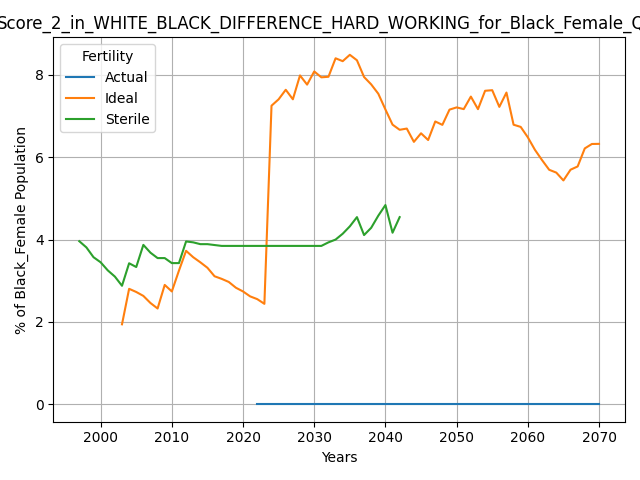 Score_2_in_WHITE_BLACK_DIFFERENCE_HARD_WORKING_for_Black_Female_Q
Fertility
Actual
Ideal
Sterile
% of Black_Female Population
8
6
4
2
0
2000 2010 2020 2030 2040 2050 2060 2070
Years